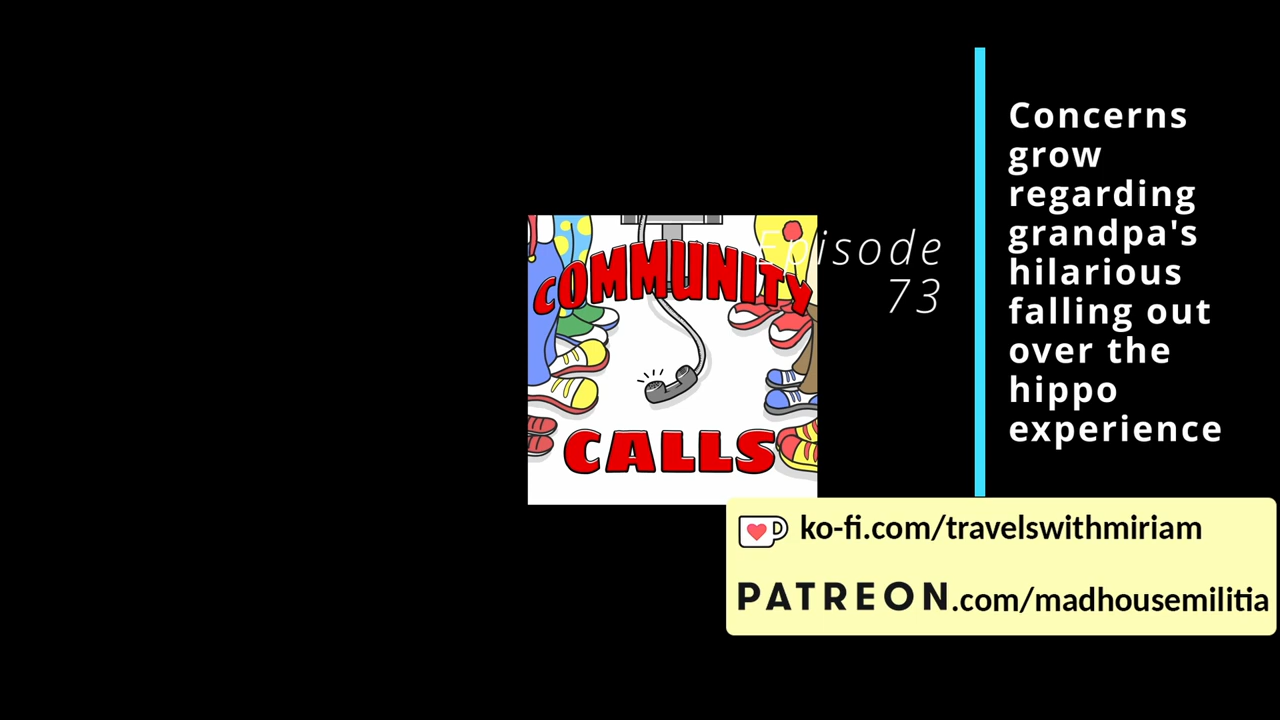 COMMUNITY
CALLS
Episode
73
Concerns
grow
regarding
grandpa's
hilarious
falling out
over the
hippo
experience
ko-fi.com/travelswithmiriam
PATREON.com/madhousemilitia